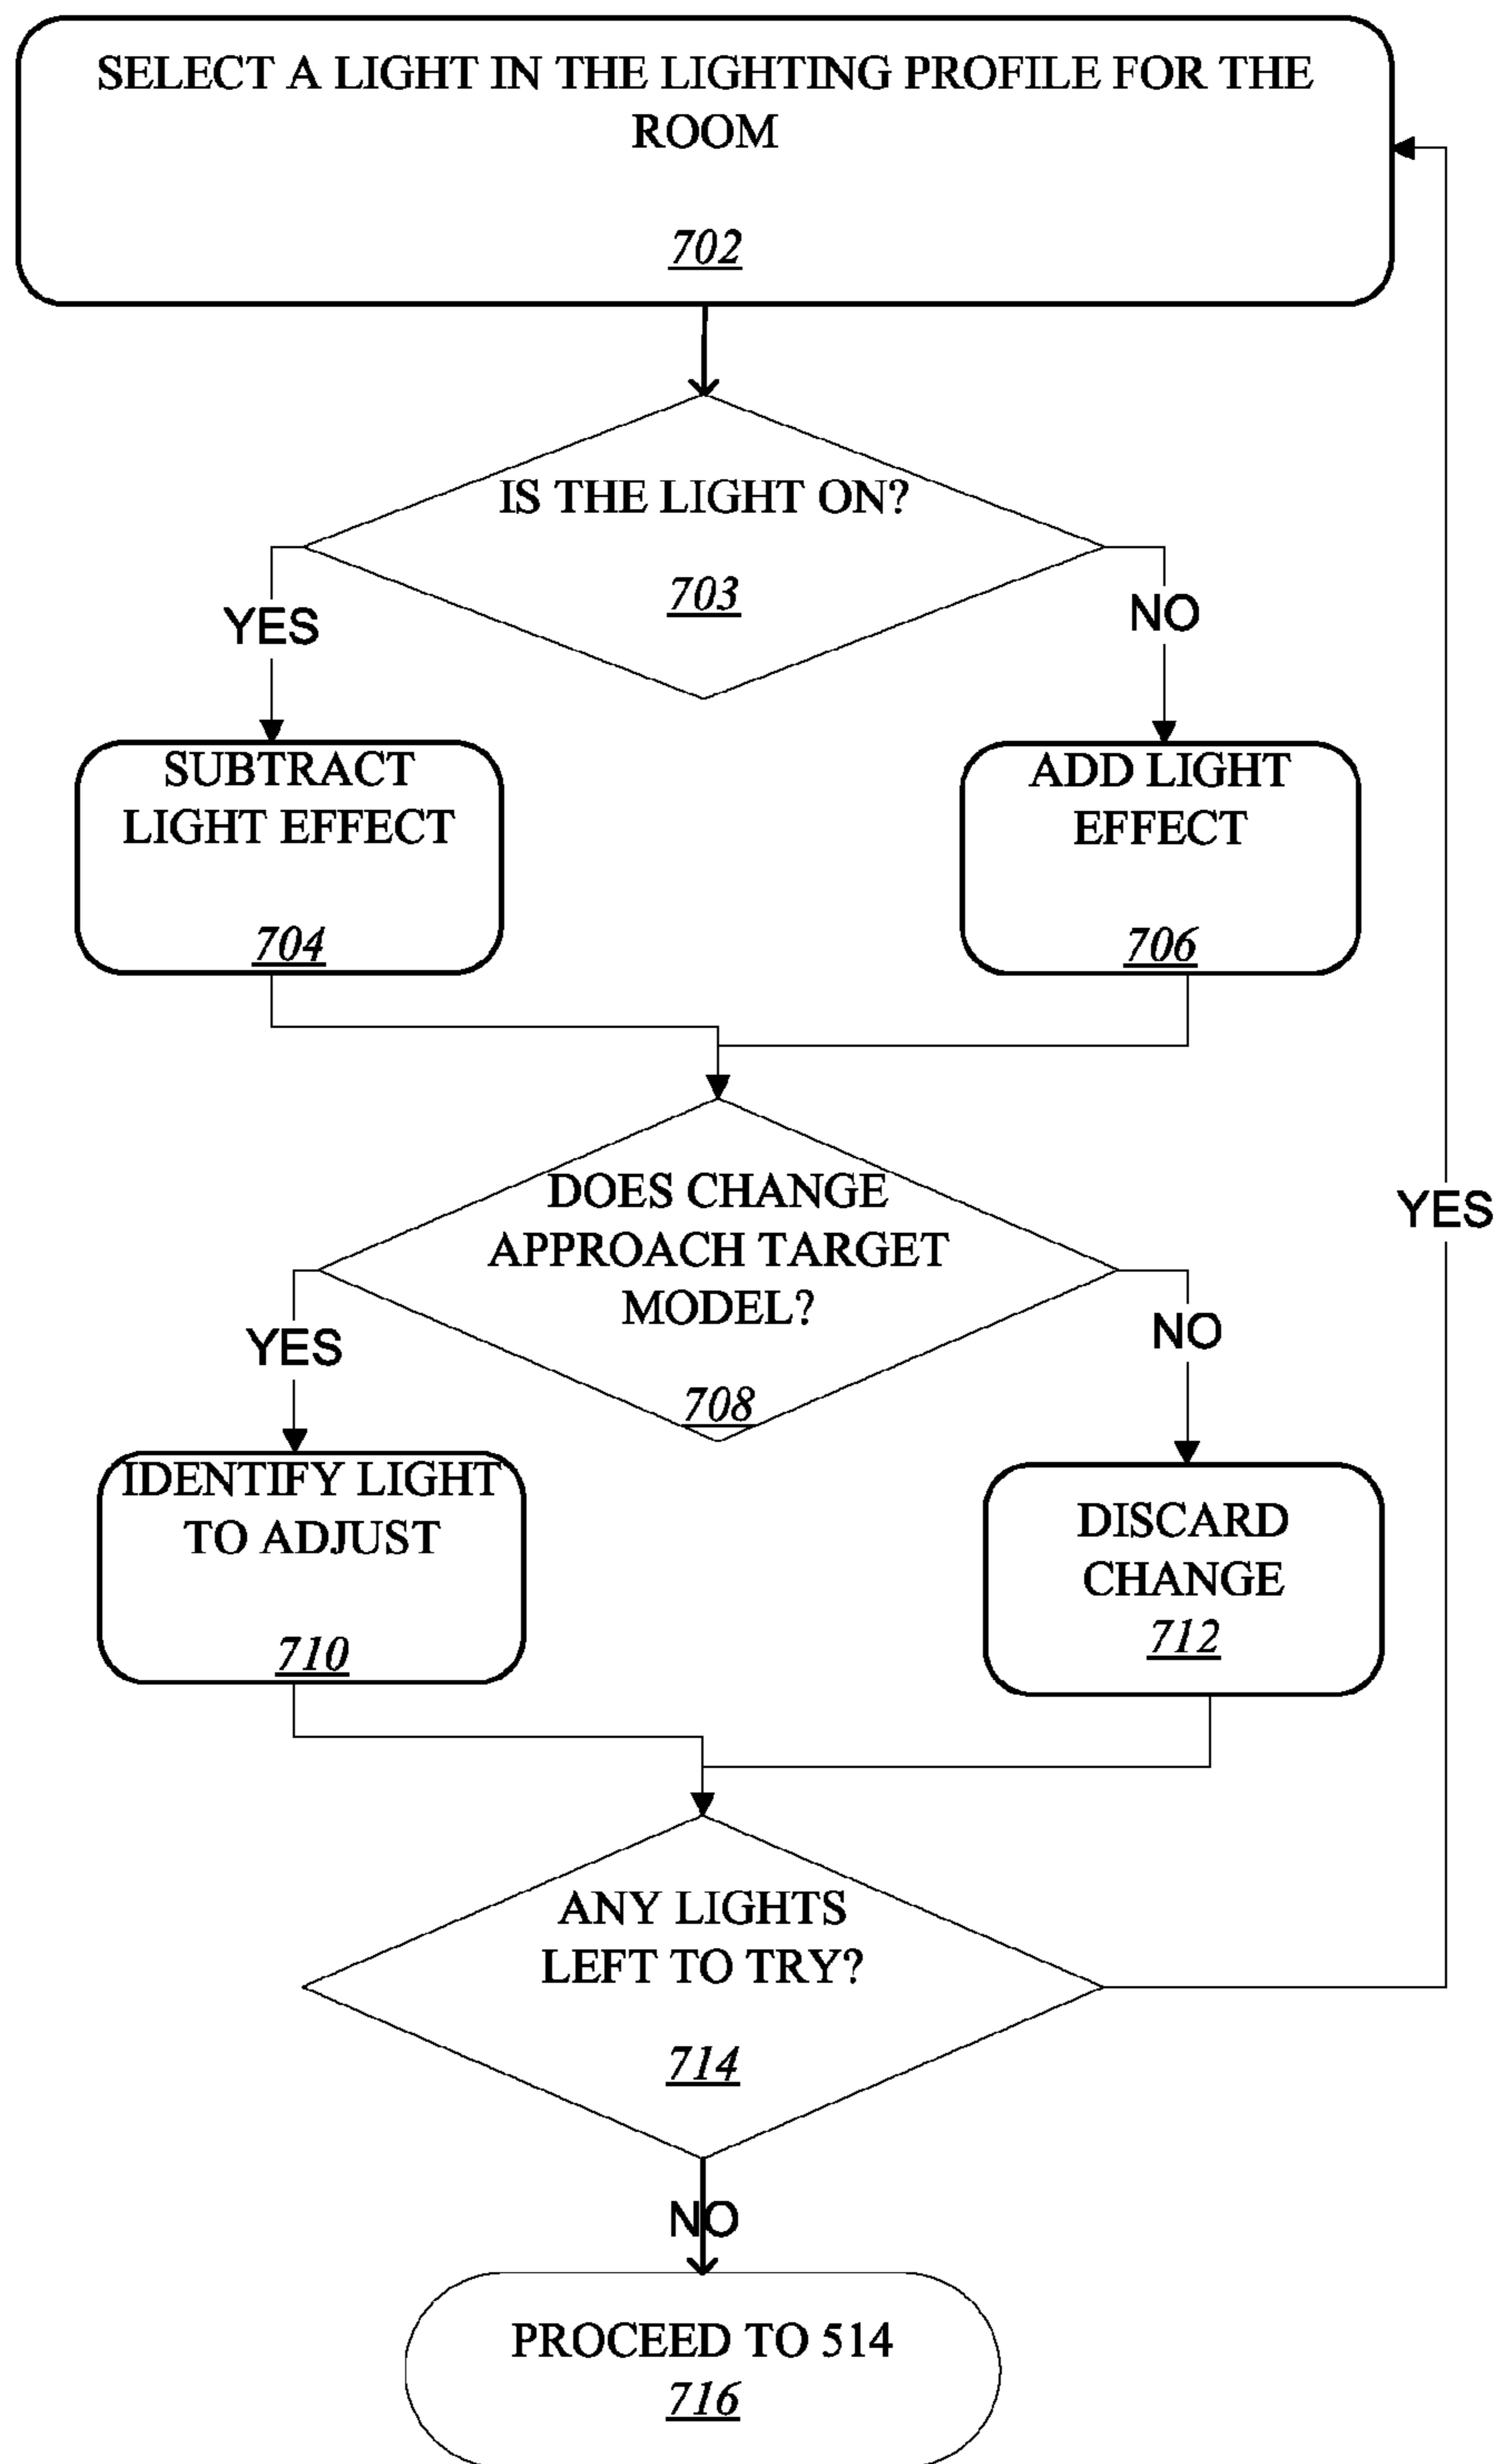 SELECT A LIGHT IN THE LIGHTING PROFILE FOR THE
ROOM
702
IS THE LIGHT ON?
703
YES
NO
SUBTRACT
LIGHT EFFECT
704
ADD LIGHT
EFFECT
706
DOES CHANGE
APPROACH TARGET
MODEL?
708
YES
NO
YES
IDENTIFY LIGHT
TO ADJUST
710
DISCARD
CHANGE
712
ANY LIGHTS
LEFT TO TRY?
714
NO
PROCEED TO 514
716